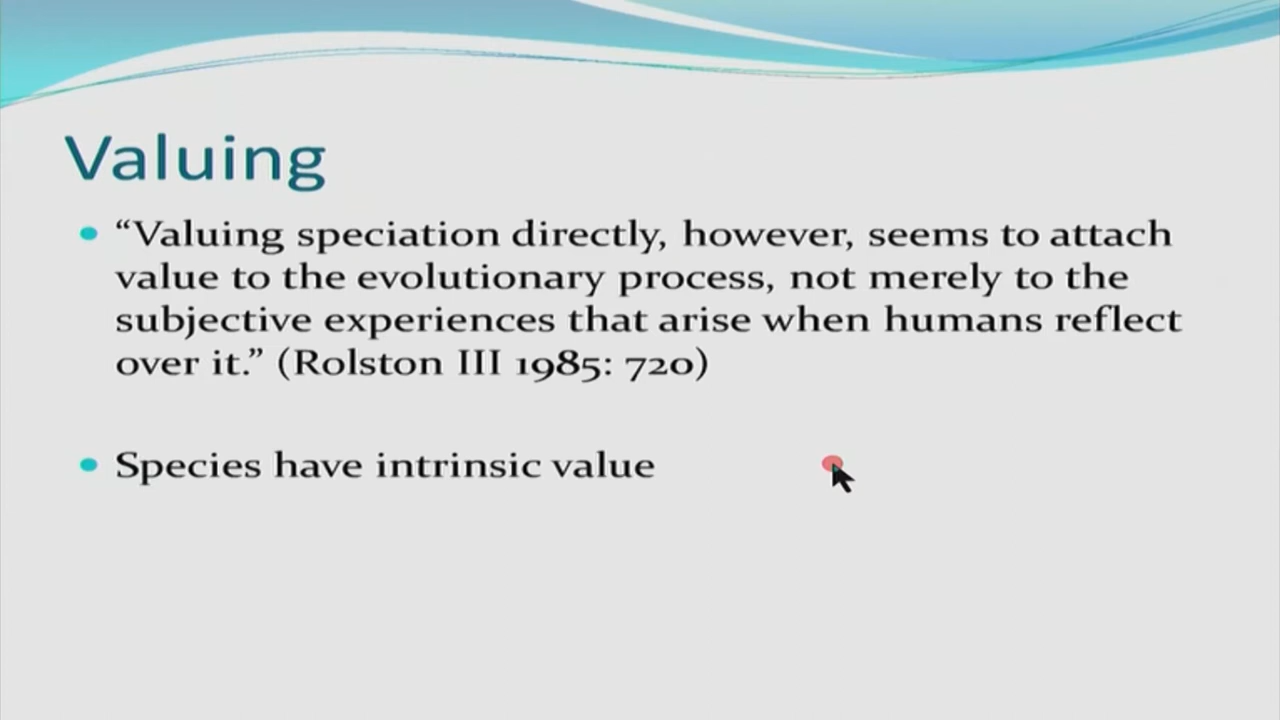 Valuing
“Valuing speciation directly, however, seems to attach
value to the evolutionary process, not merely to the
subjective experiences that arise when humans reflect
over it.” (Rolston III 1985: 720)
Species have intrinsic value